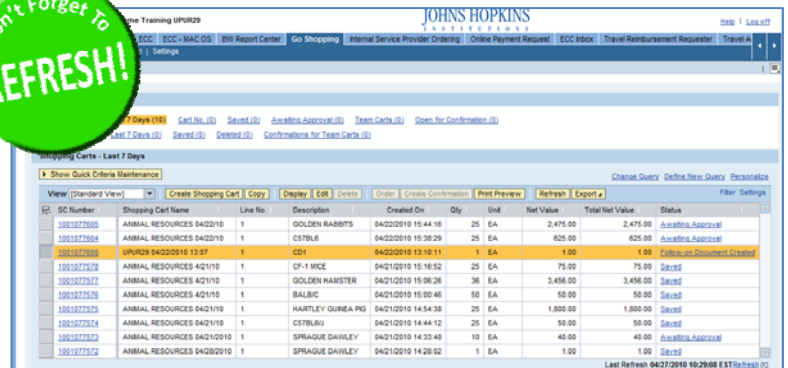 Don't Forget To
REFRESH!
me Training UPUR29
JOHNS HOPKINS
INSTITUTIONS
Help | Log off
ECC ECC - MAC OS BW Report Center Go Shopping Internal Service Provider Ordering Online Payment Request ECC Inbox Travel Reimbursement Requester Travel A
| Settings
7 Days (10) Cart No. (0) Saved (0) Awaiting Approval (0) Team Carts (0) Open for Confirmation (0)
Last 7 Days (0) Saved (0) Deleted (0) Confirmations for Team Carts (0)
Shopping Carts - Last 7 Days
Show Quick Criteria Maintenance Change Query Define New Query Personalize
View [Standard View] Create Shopping Cart Copy Display Edit Delete Order Create Confirmation Print Preview Refresh Export Filter Settings
SC Number Shopping Cart Name Line No. Description Created On Qty Unit Net Value Total Net Value Status
1001077605 ANIMAL RESOURCES 04/22/10 1 GOLDEN RABBITS 04/22/2010 15:44:16 25 EA 2,475.00 2,475.00 Awaiting Approval
1001077604 ANIMAL RESOURCES 04/22/10 1 C57BL6 04/22/2010 15:38:29 25 EA 625.00 625.00 Awaiting Approval
1001077600 UPUR29 04/22/2010 13:07 1 CD1 04/22/2010 13:10:11 1 EA 1.00 1.00 Follow-on Document Created
1001077578 ANIMAL RESOURCES 4/21/10 1 CF-1 MICE 04/21/2010 15:16:52 25 EA 75.00 75.00 Saved
1001077577 ANIMAL RESOURCES 4/21/10 1 GOLDEN HAMSTER 04/21/2010 15:06:26 36 EA 3,456.00 3,456.00 Saved
1001077576 ANIMAL RESOURCES 4/21/10 1 BALB/C 04/21/2010 15:00:46 50 EA 50.00 50.00 Saved
1001077575 ANIMAL RESOURCES 04/21/10 1 HARTLEY GUINEA PIG 04/21/2010 14:54:38 25 EA 1,800.00 1,800.00 Saved
1001077574 ANIMAL RESOURCES 04/21/10 1 C57BL6/J 04/21/2010 14:44:12 25 EA 50.00 50.00 Saved
1001077573 ANIMAL RESOURCES 04/21/2010 1 SPRAGUE DAWLEY 04/21/2010 14:33:48 10 EA 40.00 40.00 Awaiting Approval
1001077572 ANIMAL RESOURCES 04/28/2010 1 SPRAGUE DAWLEY 04/21/2010 14:28:02 1 EA 1.00 1.00 Saved
Last Refresh 04/27/2010 10:29:08 EST Refresh